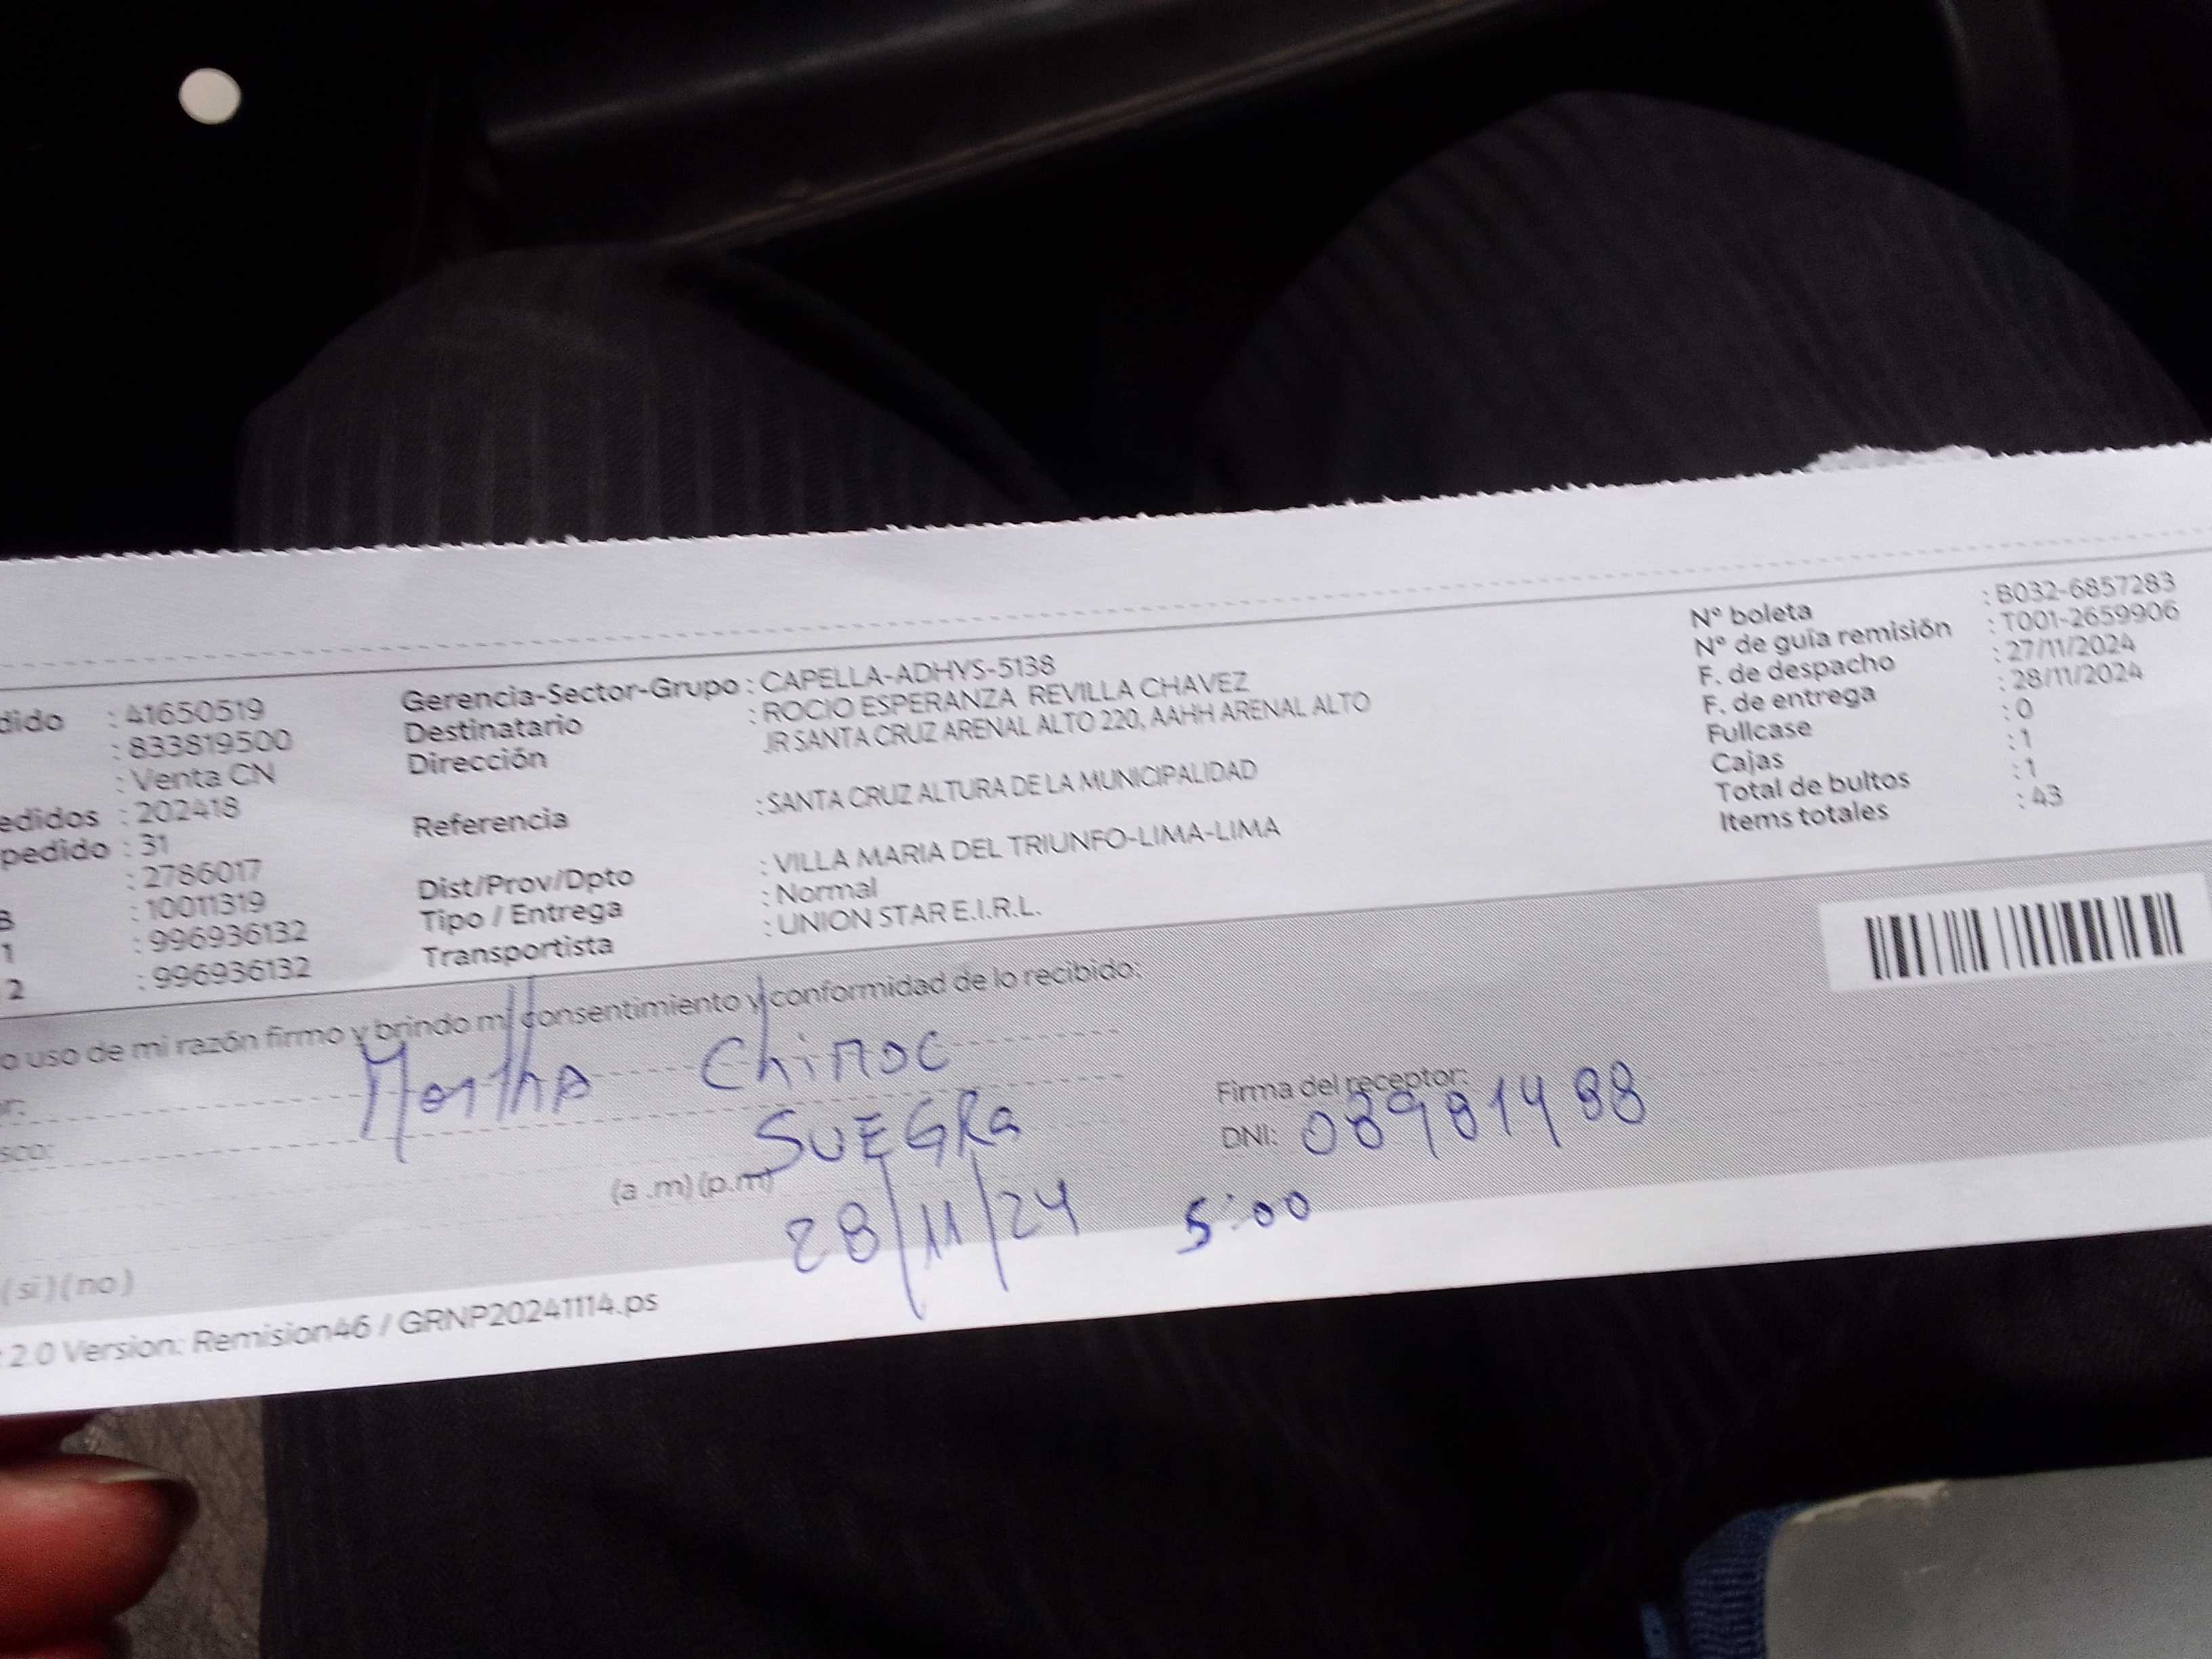 dido : 41650519
: 833819500
: Venta CN
edidos : 202418
pedido : 31
: 2786017
B : 10011319
1 : 996936132
2 : 996936132
Gerencia-Sector-Grupo : CAPELLA-ADHYS-5138
Destinatario : ROCIO ESPERANZA REVILLA CHAVEZ
Dirección JR SANTA CRUZ ARENAL ALTO 220, AAHH ARENAL ALTO
Referencia : SANTA CRUZ ALTURA DE LA MUNICIPALIDAD
Dist/Prov/Dpto : VILLA MARIA DEL TRIUNFO-LIMA-LIMA
Tipo / Entrega : Normal
Transportista : UNION STAR E.I.R.L.
N° boleta : B032-6857283
N° de guía remisión : T001-2659906
F. de despacho : 27/11/2024
F. de entrega : 28/11/2024
Fullcase : 0
Cajas : 1
Total de bultos : 1
Items totales : 43
o uso de mi razón firmo y brindo mi consentimiento y conformidad de lo recibido:
or: Martha Chiroc
sco: SUEGRa
Firma del receptor:
DNI: 08981488
(a .m) (p.m)
28/11/24 5:00
(si) (no)
2.0 Version: Remision46 / GRNP20241114.ps